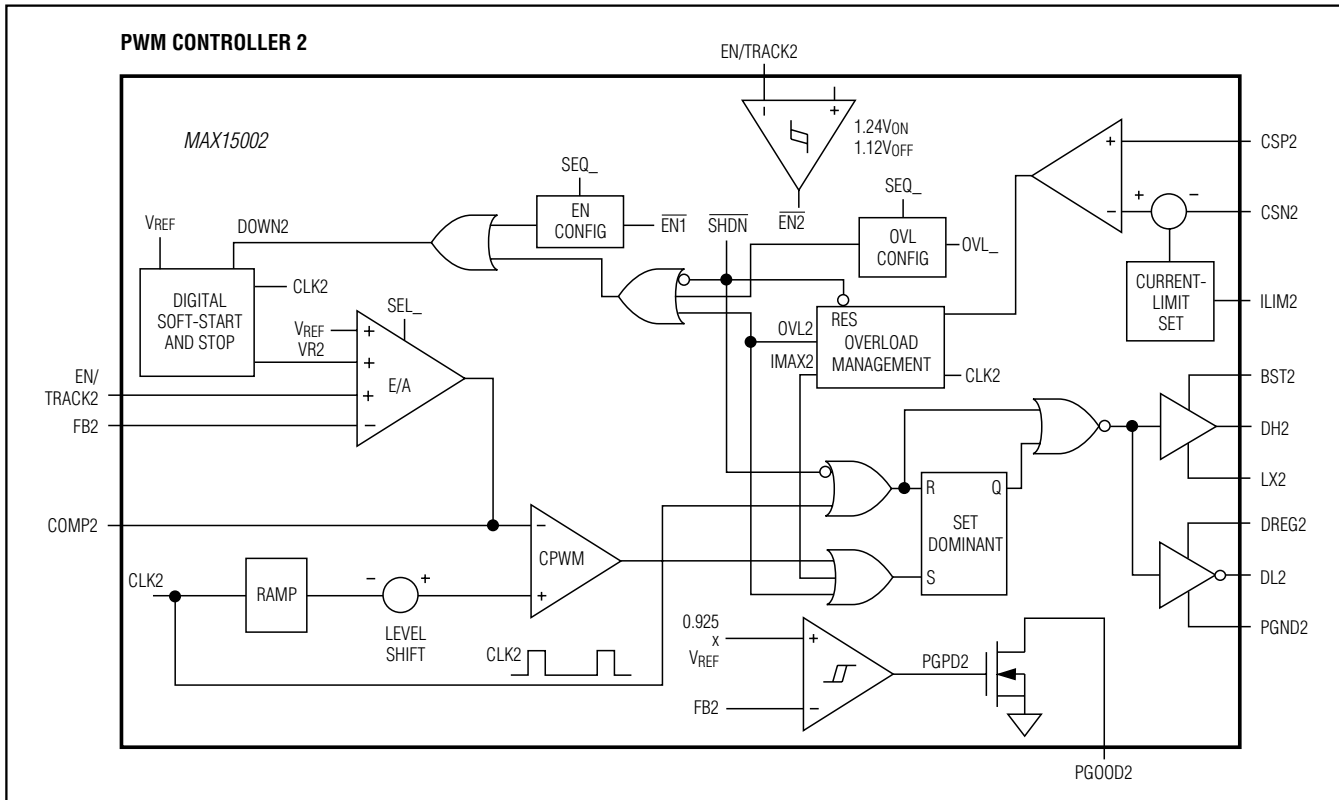 PWM CONTROLLER 2
EN/TRACK2
MAX15002
+
1.24VON
1.12VOFF
SEQ_
EN
CONFIG
EN1
SHDN
EN2
SEQ_
OVL
CONFIG
OVL_
+
CSP2
+
CSN2
CURRENT-
LIMIT
SET
ILIM2
VREF
DOWN2
DIGITAL
SOFT-START
AND STOP
CLK2
SEL_
VREF
VR2
+
+
+
E/A
EN/
TRACK2
FB2
OVL2
IMAX2
RES
OVERLOAD
MANAGEMENT
CLK2
BST2
DH2
LX2
COMP2
CPWM
+
CLK2
RAMP
− +
LEVEL
SHIFT
CLK2
R
Q
SET
DOMINANT
S
DREG2
DL2
PGND2
0.925
x
VREF
FB2
+
−
PGPD2
PGOOD2